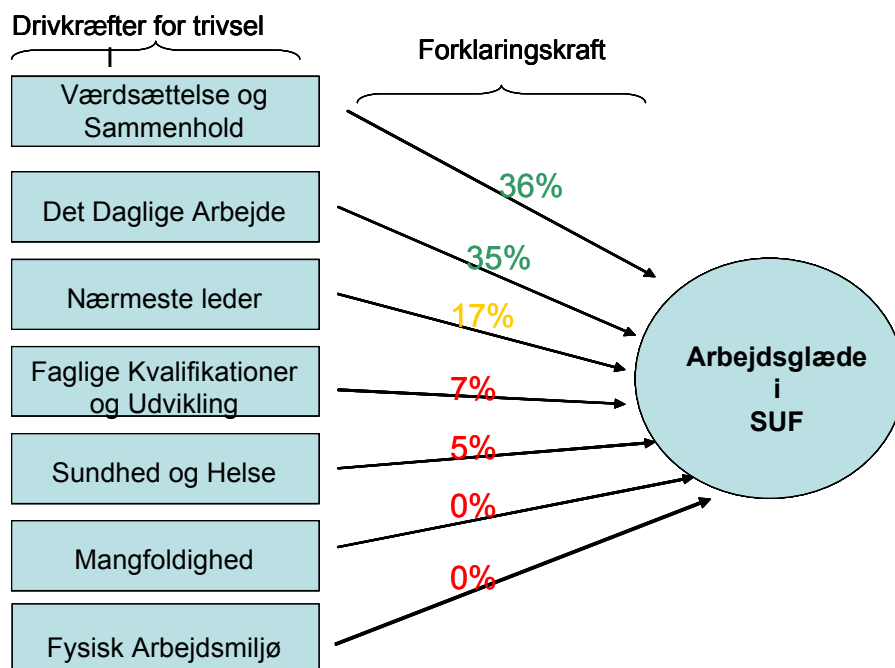 Drivkræfter for trivsel
Forklaringskraft
Værdsættelse og
Sammenhold
36%
Det Daglige Arbejde
35%
Nærmeste leder
17%
Faglige Kvalifikationer
og Udvikling
7%
Sundhed og Helse
5%
Mangfoldighed
0%
Fysisk Arbejdsmiljø
0%
Arbejdsglæde
i
SUF